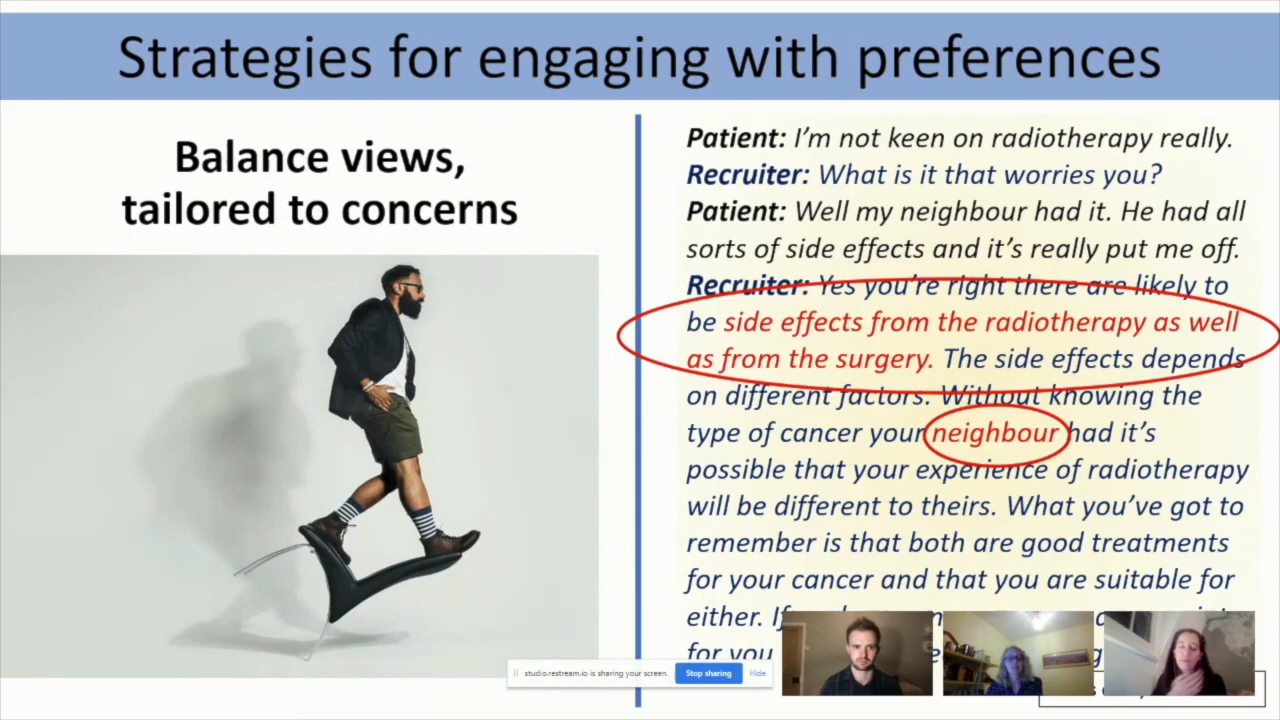 Strategies for engaging with preferences
Balance views,
tailored to concerns
Patient: I'm not keen on radiotherapy really.
Recruiter: What is it that worries you?
Patient: Well my neighbour had it. He had all
sorts of side effects and it's really put me off.
Recruiter: Yes you're right there are likely to
be side effects from the radiotherapy as well
as from the surgery. The side effects depends
on different factors. Without knowing the
type of cancer your neighbour had it's
possible that your experience of radiotherapy
will be different to theirs. What you've got to
remember is that both are good treatments
for your cancer and that you are suitable for
either.
for you
studio.restream.io is sharing your screen. Stop sharing Hide